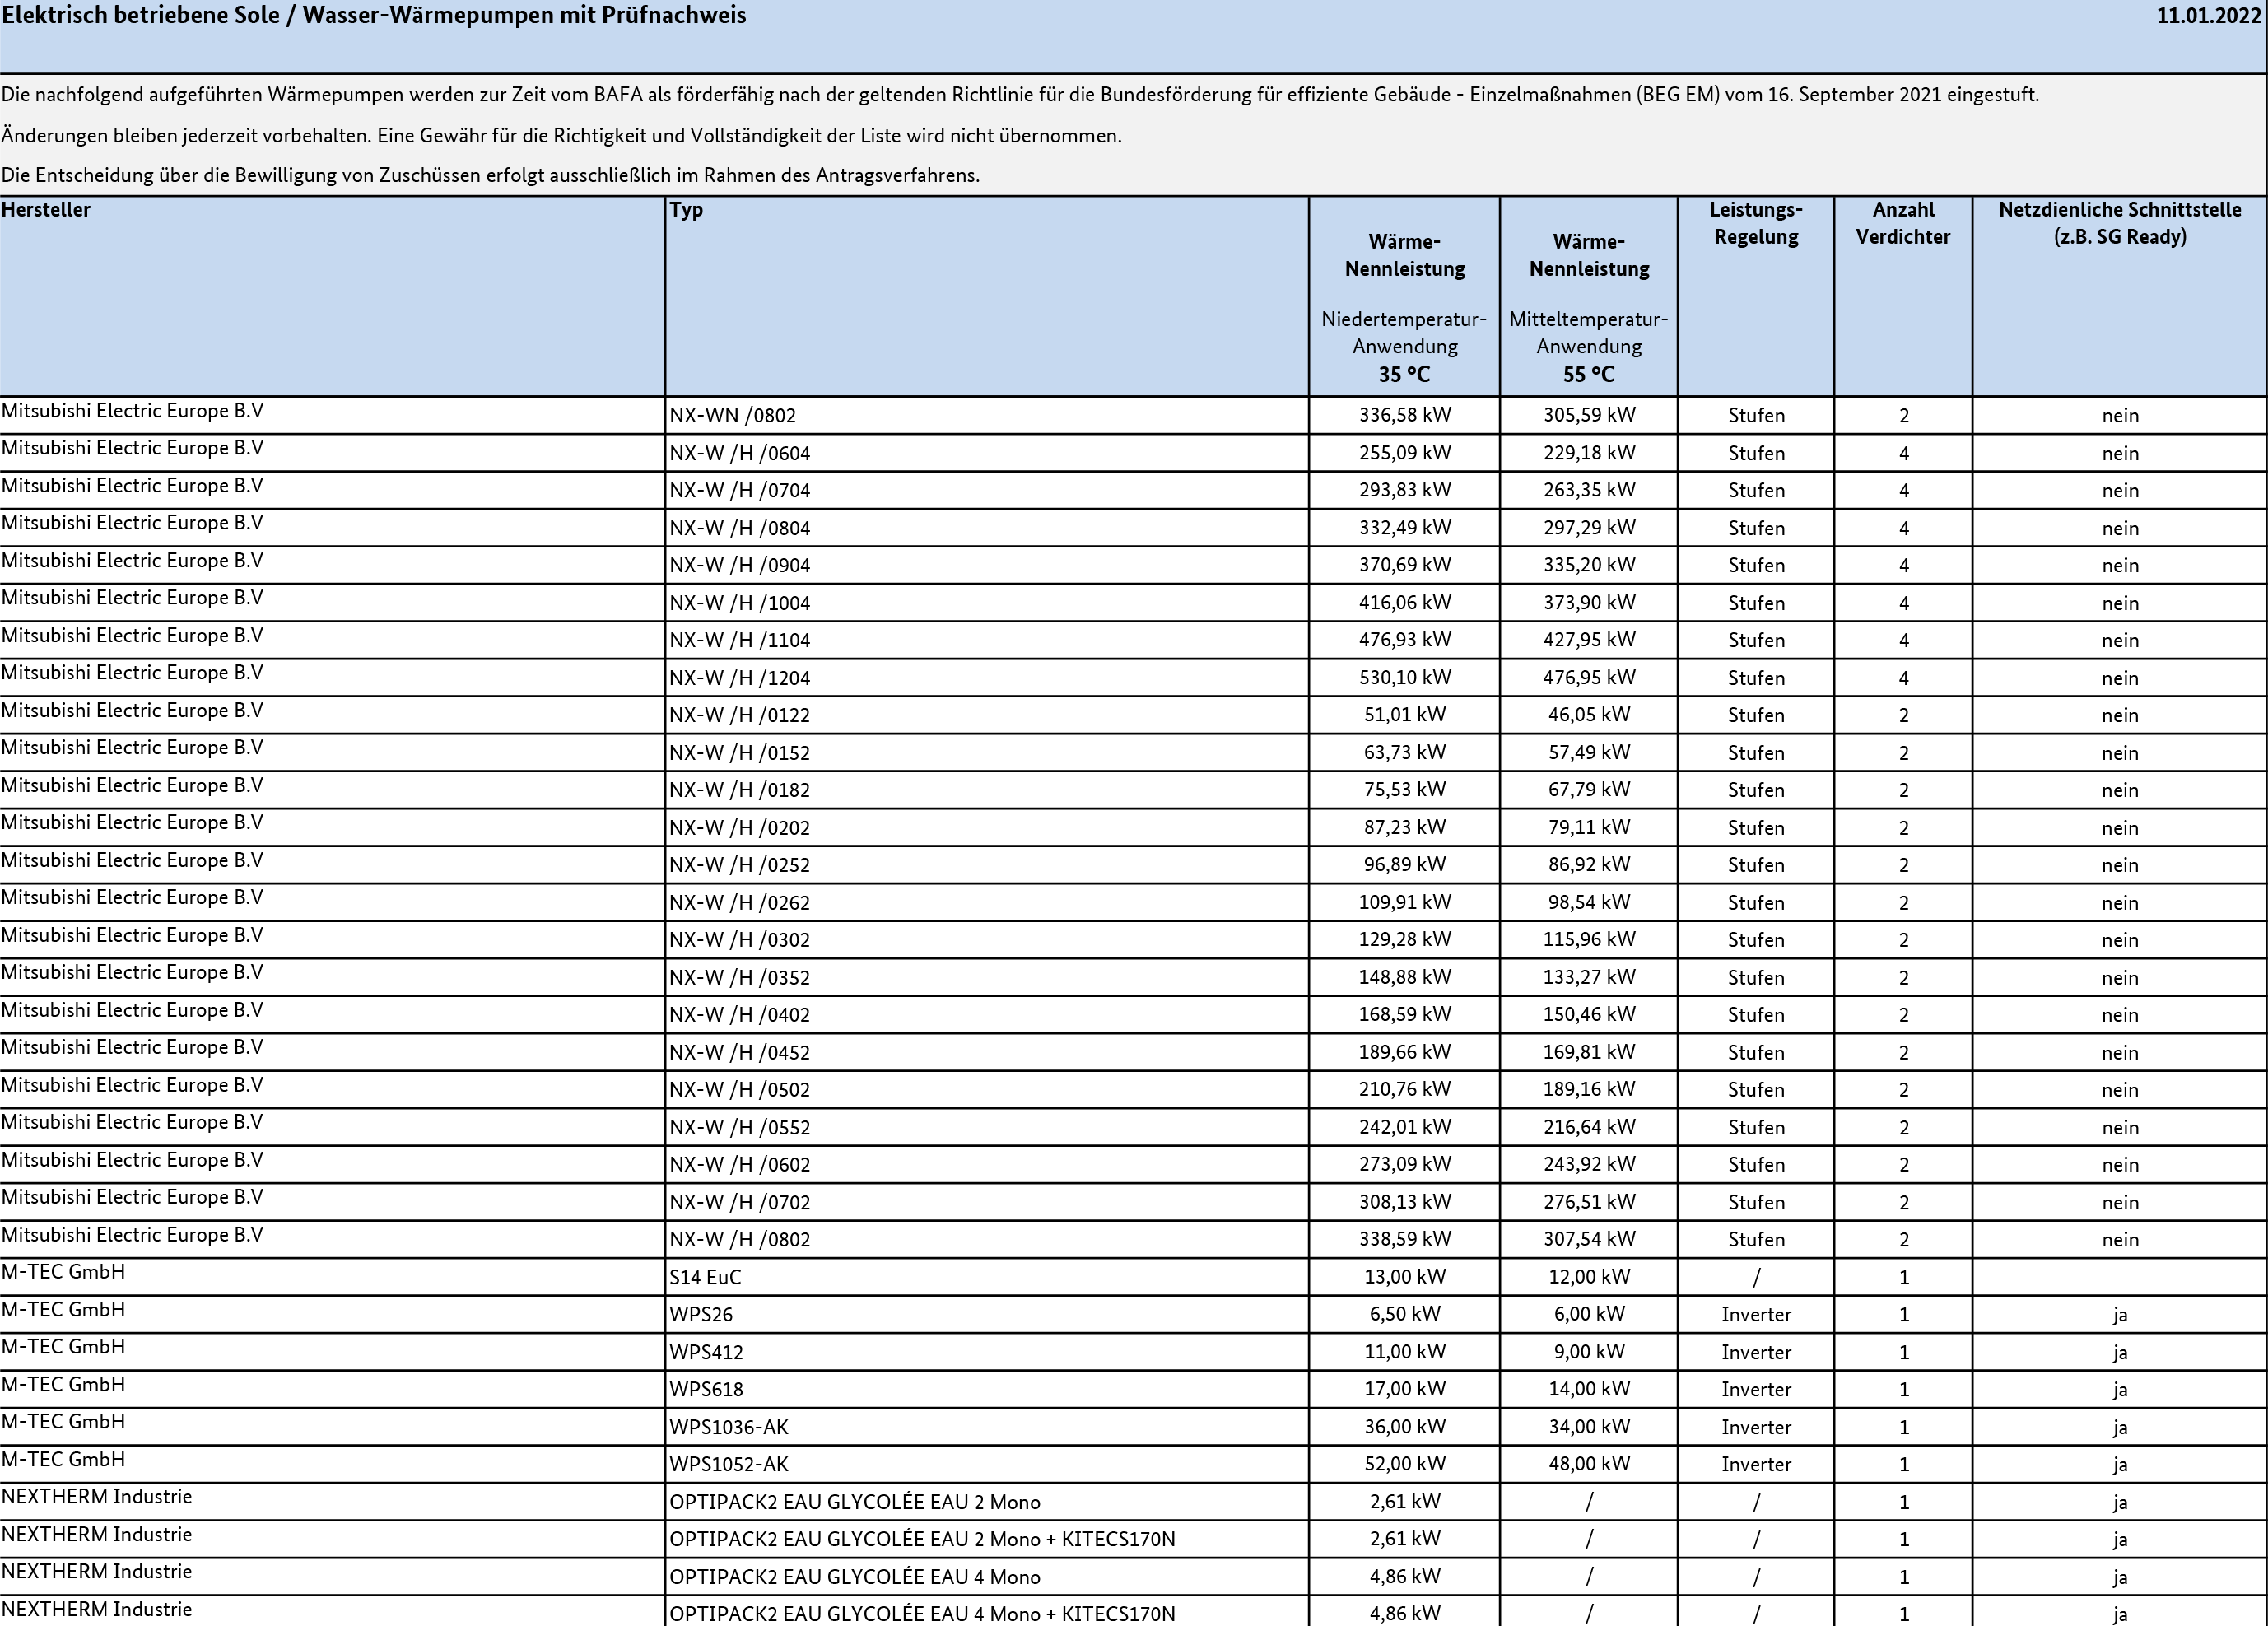 Elektrisch betriebene Sole / Wasser-Wärmepumpen mit Prüfnachweis 11.01.2022
Die nachfolgend aufgeführten Wärmepumpen werden zur Zeit vom BAFA als förderfähig nach der geltenden Richtlinie für die Bundesförderung für effiziente Gebäude - Einzelmaßnahmen (BEG EM) vom 16. September 2021 eingestuft.
Änderungen bleiben jederzeit vorbehalten. Eine Gewähr für die Richtigkeit und Vollständigkeit der Liste wird nicht übernommen.
Die Entscheidung über die Bewilligung von Zuschüssen erfolgt ausschließlich im Rahmen des Antragsverfahrens.
Hersteller
Typ
Wärme-
Nennleistung
Niedertemperatur-
Anwendung
35 °C
Wärme-
Nennleistung
Mitteltemperatur-
Anwendung
55 °C
Leistungs-
Regelung
Anzahl
Verdichter
Netzdienliche Schnittstelle
(z.B. SG Ready)
Mitsubishi Electric Europe B.V NX-WN /0802 336,58 kW 305,59 kW Stufen 2 nein
Mitsubishi Electric Europe B.V NX-W /H /0604 255,09 kW 229,18 kW Stufen 4 nein
Mitsubishi Electric Europe B.V NX-W /H /0704 293,83 kW 263,35 kW Stufen 4 nein
Mitsubishi Electric Europe B.V NX-W /H /0804 332,49 kW 297,29 kW Stufen 4 nein
Mitsubishi Electric Europe B.V NX-W /H /0904 370,69 kW 335,20 kW Stufen 4 nein
Mitsubishi Electric Europe B.V NX-W /H /1004 416,06 kW 373,90 kW Stufen 4 nein
Mitsubishi Electric Europe B.V NX-W /H /1104 476,93 kW 427,95 kW Stufen 4 nein
Mitsubishi Electric Europe B.V NX-W /H /1204 530,10 kW 476,95 kW Stufen 4 nein
Mitsubishi Electric Europe B.V NX-W /H /0122 51,01 kW 46,05 kW Stufen 2 nein
Mitsubishi Electric Europe B.V NX-W /H /0152 63,73 kW 57,49 kW Stufen 2 nein
Mitsubishi Electric Europe B.V NX-W /H /0182 75,53 kW 67,79 kW Stufen 2 nein
Mitsubishi Electric Europe B.V NX-W /H /0202 87,23 kW 79,11 kW Stufen 2 nein
Mitsubishi Electric Europe B.V NX-W /H /0252 96,89 kW 86,92 kW Stufen 2 nein
Mitsubishi Electric Europe B.V NX-W /H /0262 109,91 kW 98,54 kW Stufen 2 nein
Mitsubishi Electric Europe B.V NX-W /H /0302 129,28 kW 115,96 kW Stufen 2 nein
Mitsubishi Electric Europe B.V NX-W /H /0352 148,88 kW 133,27 kW Stufen 2 nein
Mitsubishi Electric Europe B.V NX-W /H /0402 168,59 kW 150,46 kW Stufen 2 nein
Mitsubishi Electric Europe B.V NX-W /H /0452 189,66 kW 169,81 kW Stufen 2 nein
Mitsubishi Electric Europe B.V NX-W /H /0502 210,76 kW 189,16 kW Stufen 2 nein
Mitsubishi Electric Europe B.V NX-W /H /0552 242,01 kW 216,64 kW Stufen 2 nein
Mitsubishi Electric Europe B.V NX-W /H /0602 273,09 kW 243,92 kW Stufen 2 nein
Mitsubishi Electric Europe B.V NX-W /H /0702 308,13 kW 276,51 kW Stufen 2 nein
Mitsubishi Electric Europe B.V NX-W /H /0802 338,59 kW 307,54 kW Stufen 2 nein
M-TEC GmbH S14 EuC 13,00 kW 12,00 kW / 1
M-TEC GmbH WPS26 6,50 kW 6,00 kW Inverter 1 ja
M-TEC GmbH WPS412 11,00 kW 9,00 kW Inverter 1 ja
M-TEC GmbH WPS618 17,00 kW 14,00 kW Inverter 1 ja
M-TEC GmbH WPS1036-AK 36,00 kW 34,00 kW Inverter 1 ja
M-TEC GmbH WPS1052-AK 52,00 kW 48,00 kW Inverter 1 ja
NEXTHERM Industrie OPTIPACK2 EAU GLYCOLÉE EAU 2 Mono 2,61 kW / / 1 ja
NEXTHERM Industrie OPTIPACK2 EAU GLYCOLÉE EAU 2 Mono + KITECS170N 2,61 kW / / 1 ja
NEXTHERM Industrie OPTIPACK2 EAU GLYCOLÉE EAU 4 Mono 4,86 kW / / 1 ja
NEXTHERM Industrie OPTIPACK2 EAU GLYCOLÉE EAU 4 Mono + KITECS170N 4,86 kW / / 1 ja